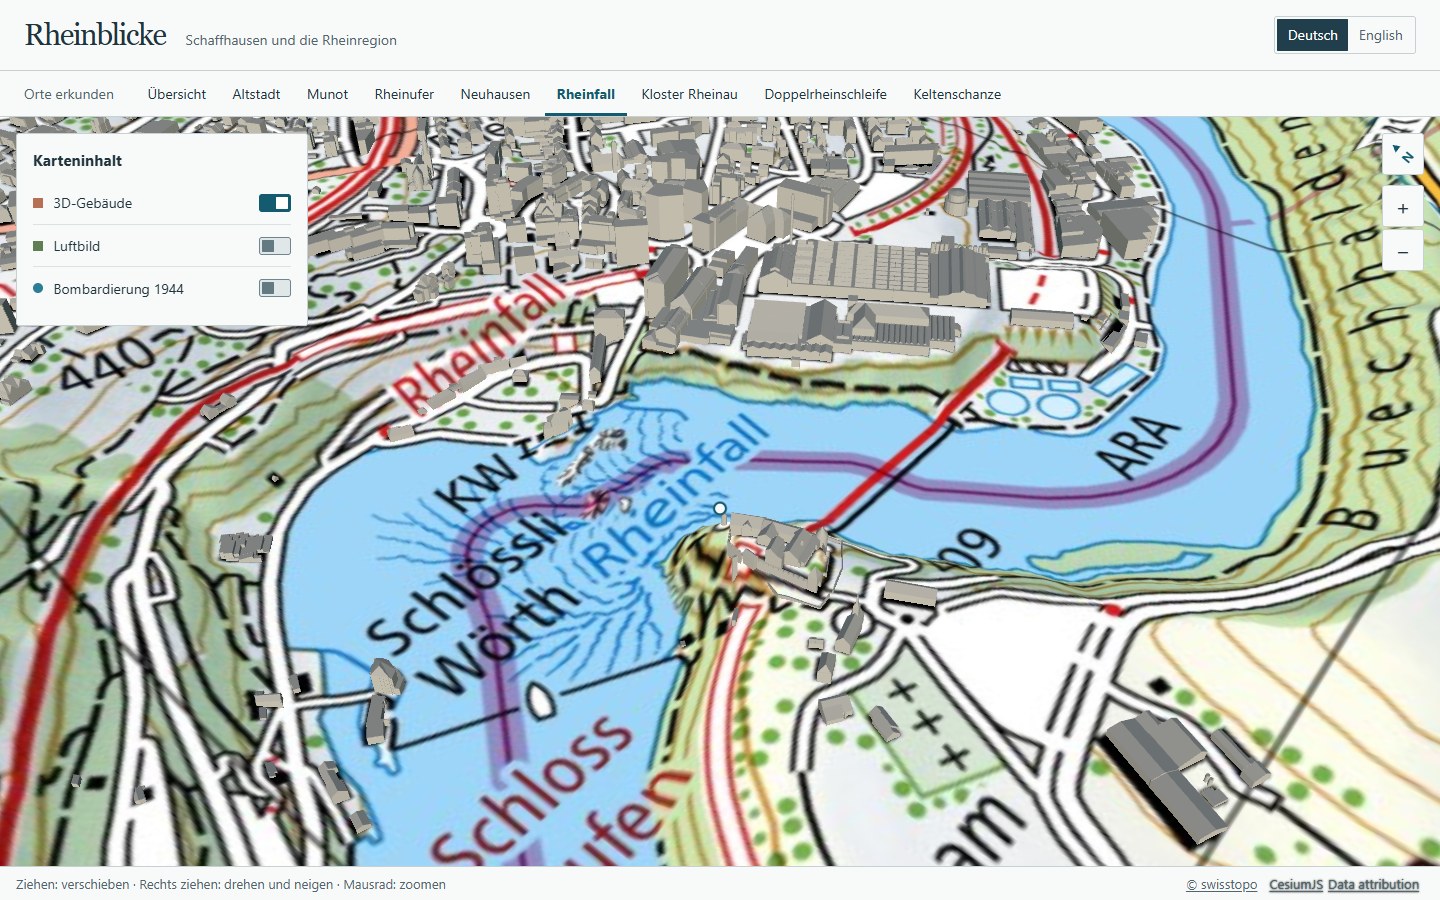 Rheinblicke
Schaffhausen und die Rheinregion
Deutsch
English
Orte erkunden
Übersicht
Altstadt
Munot
Rheinufer
Neuhausen
Rheinfall
Kloster Rheinau
Doppelrheinschleife
Keltenschanze
Karteninhalt
3D-Gebäude
Luftbild
Bombardierung 1944
N
+
−
Buechhalden
440
Rheinfall
Rheinfall
KW
ARA
Schlössli
Wörth
Schloss
ufen
am
Ziehen: verschieben · Rechts ziehen: drehen und neigen · Mausrad: zoomen
© swisstopo
CesiumJS
Data attribution